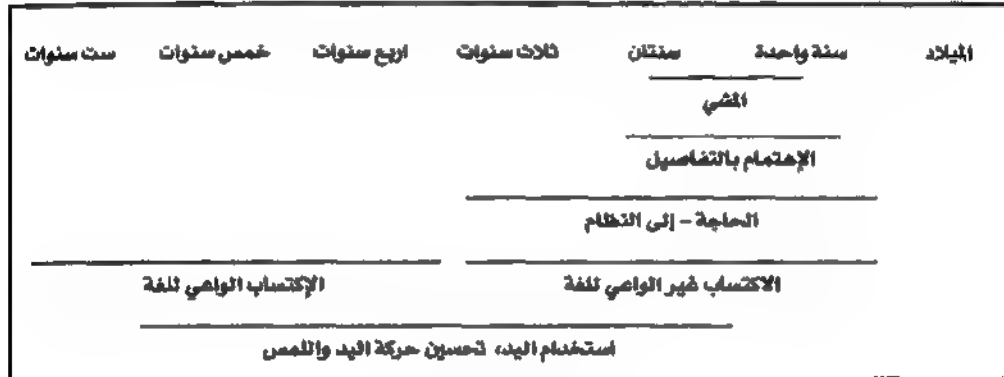 الميلاد سنة واحدة سنتان ثلاث سنوات اربع سنوات خمس سنوات ست سنوات
المشي
الإهتمام بالتفاصيل
الحاجة - إلى النظام
الاكتساب غير الواعي للغة الإكتساب الواعي للغة
استخدام اليد، تحسين حركة اليد واللمس